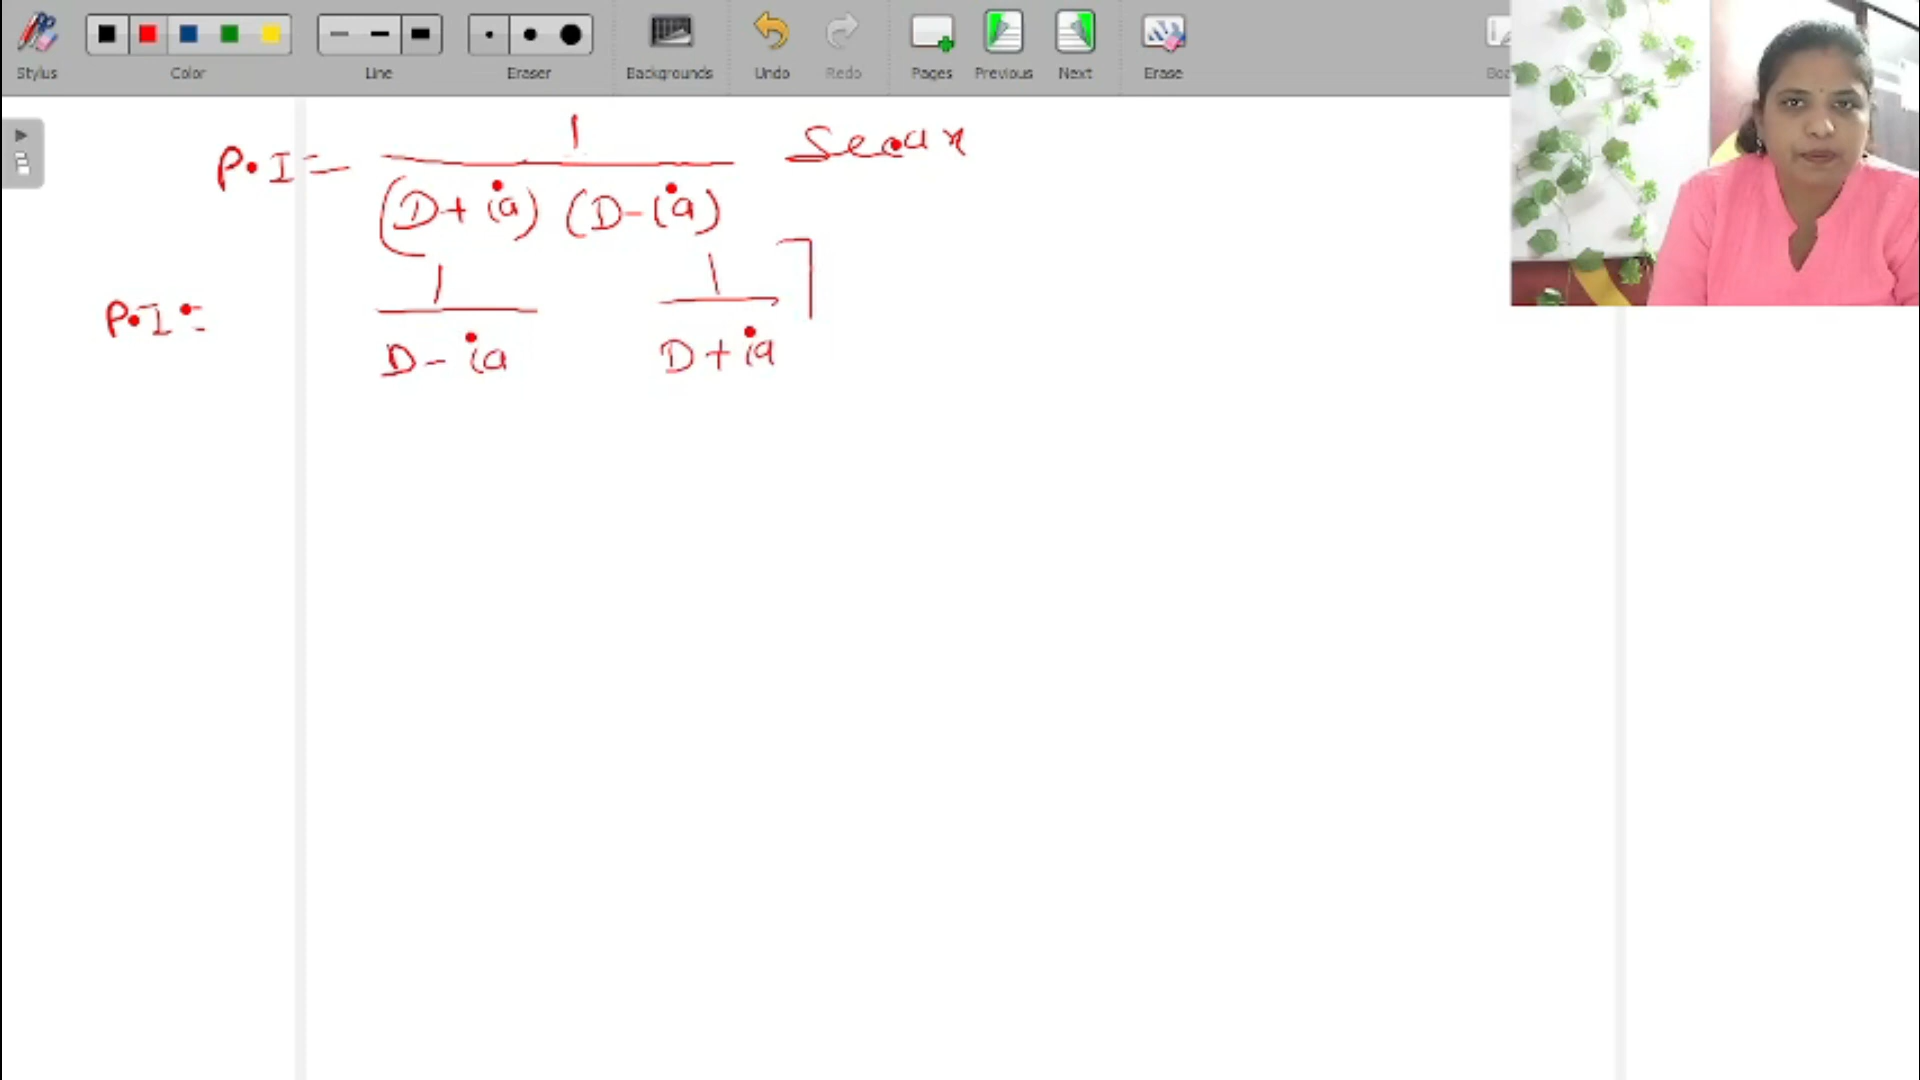 Stylus Color Line Eraser Backgrounds Undo Redo Pages Previous Next Erase
P.I = 1 / (D + ia) (D - ia) Sec ax
P.I = 1 / D - ia 1 / D + ia ]